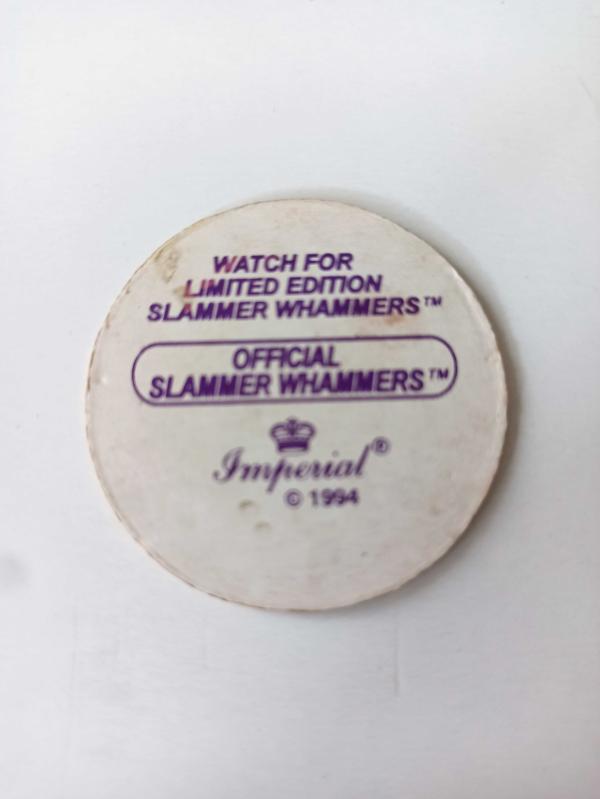 WATCH FOR
LIMITED EDITION
SLAMMER WHAMMERS™
OFFICIAL
SLAMMER WHAMMERS™
Imperial®
© 1994